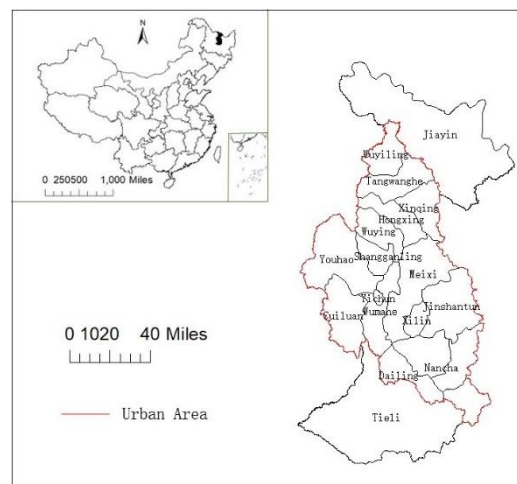 N
0 250500 1,000 Miles
Jiayin
Wuyiling
Tangwanghe
Xinqing
Hongxing
Wuying
Youhao
Shangganling
Meixi
Yichun
Jinshantun
Cuiluan
Wumahe
Xilin
Nancha
Dailing
Tieli
0 1020 40 Miles
Urban Area